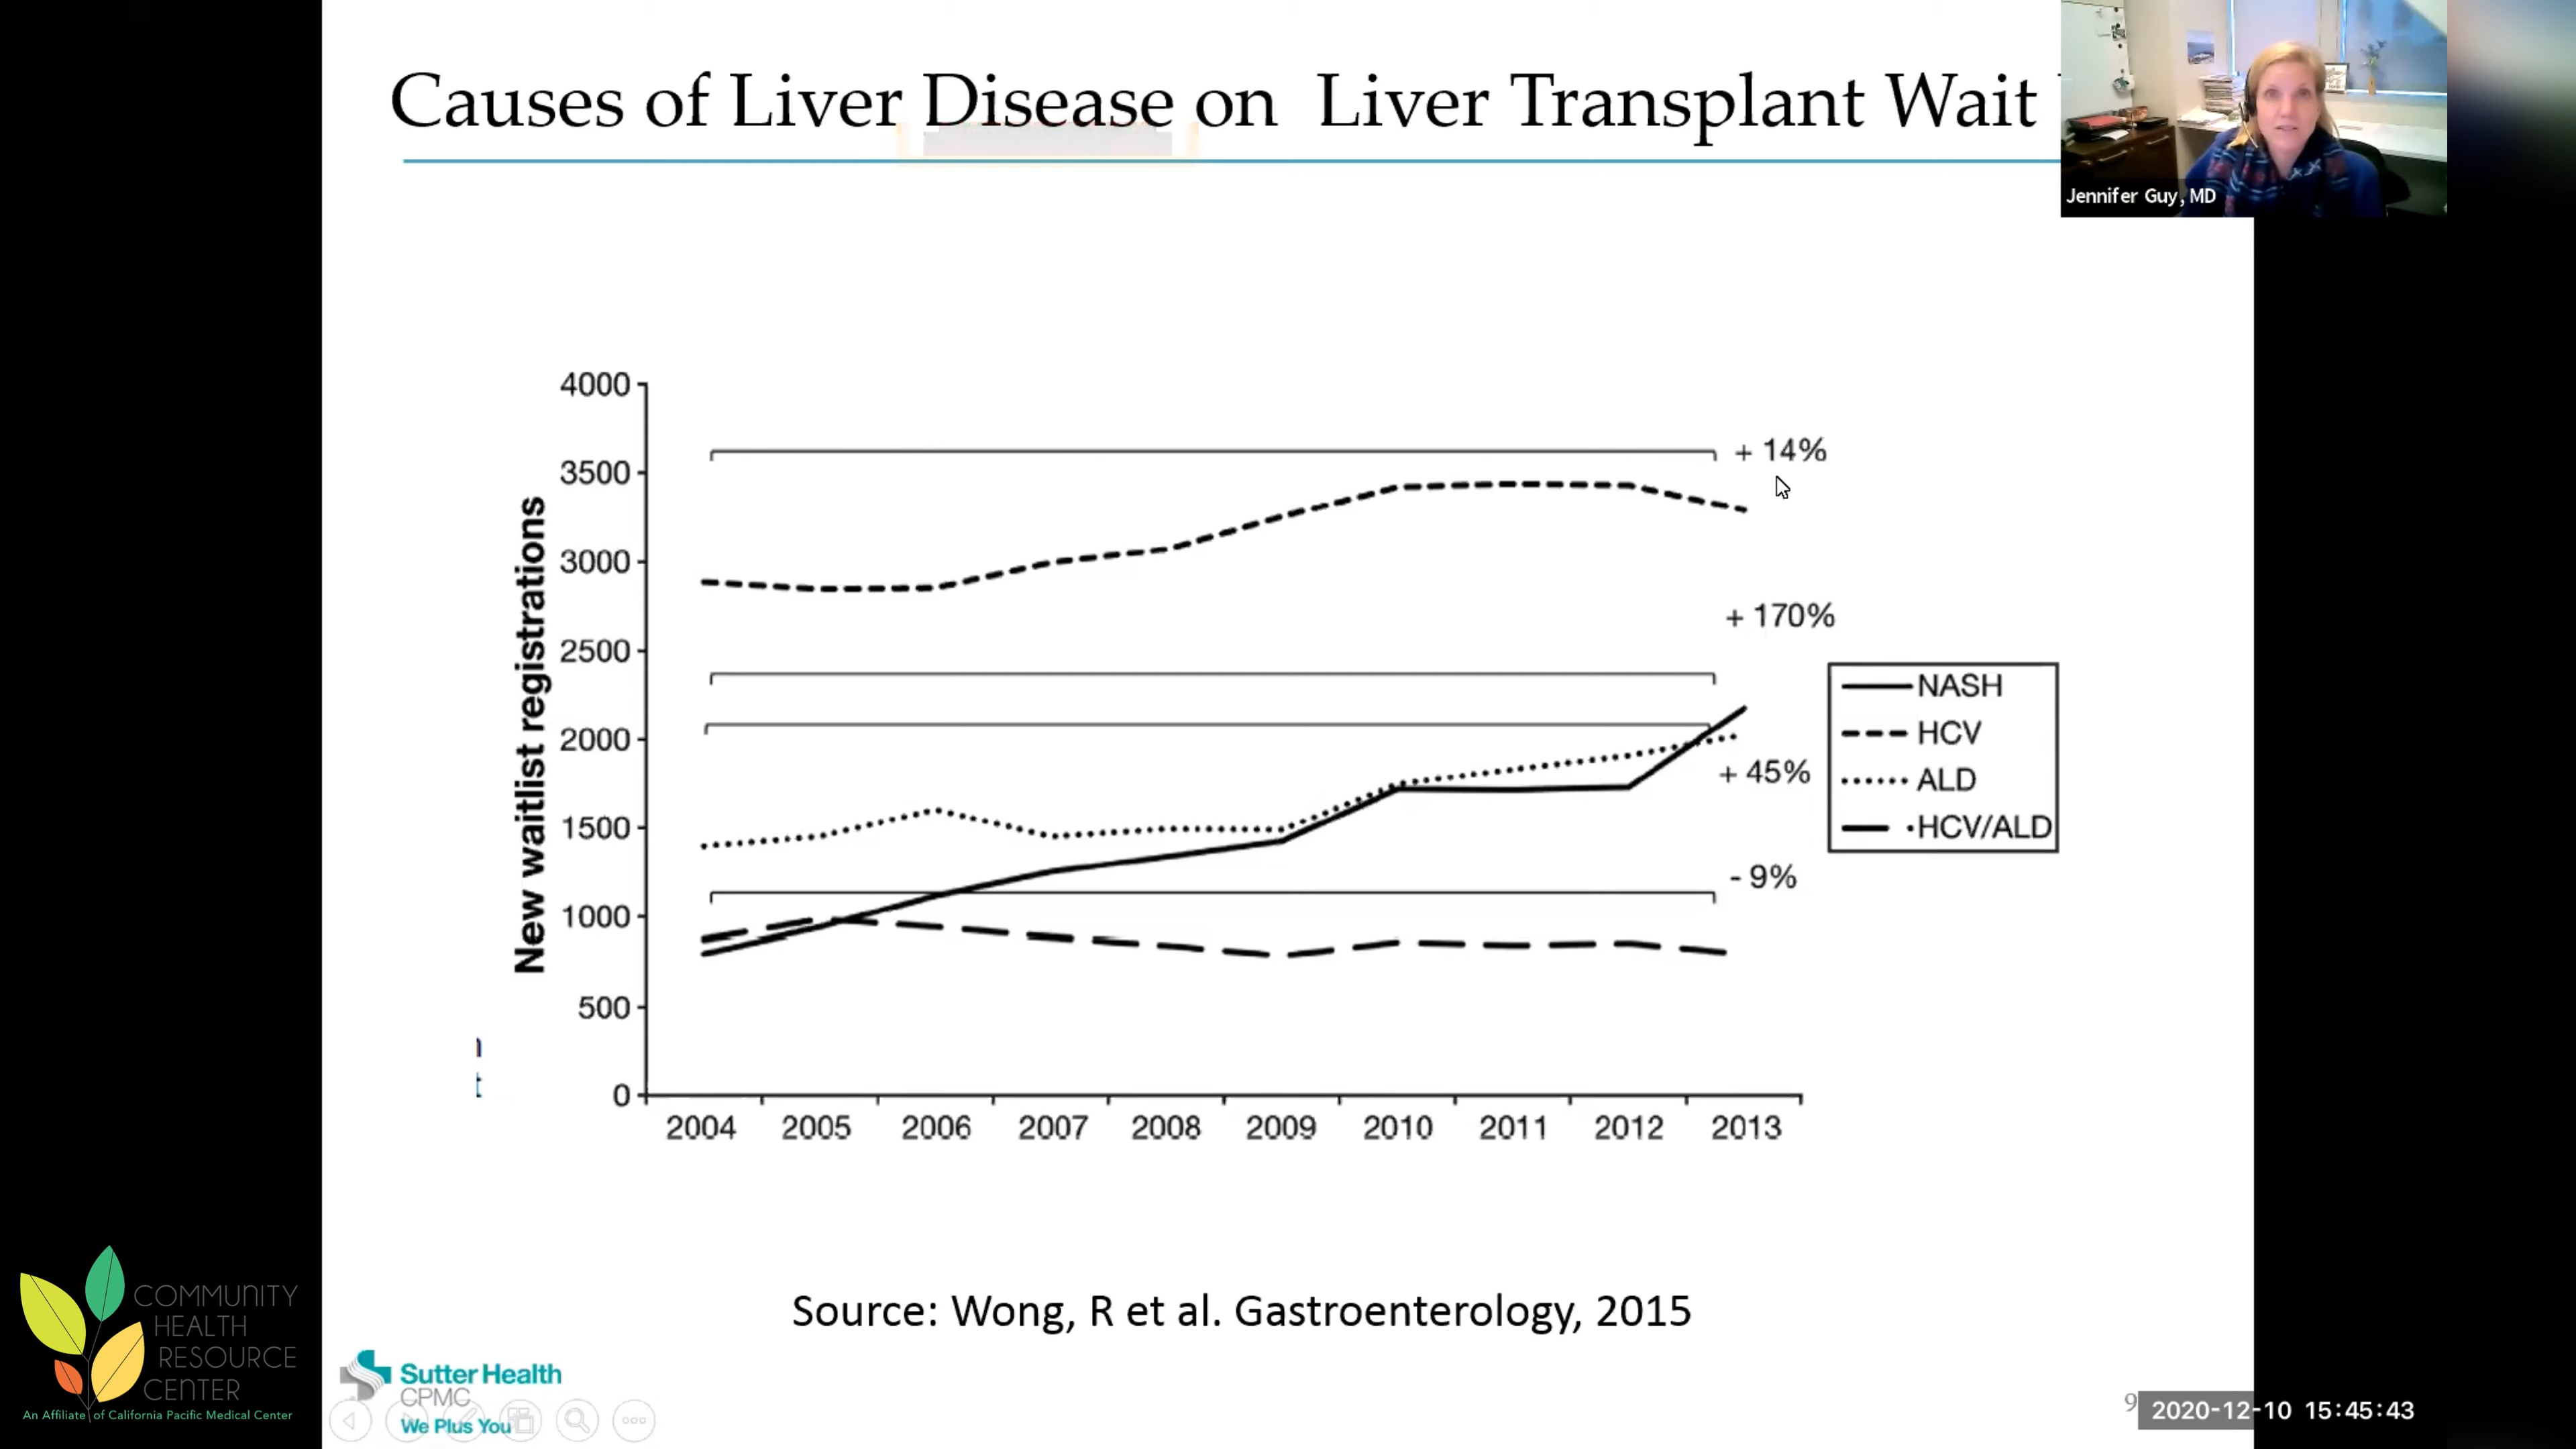 Causes of Liver Disease on Liver Transplant Wait
Jennifer Guy, MD
4000
3500
3000
2500
2000
1500
1000
500
0
New waitlist registrations
+ 14%
+ 170%
+ 45%
- 9%
NASH
HCV
ALD
HCV/ALD
2004 2005 2006 2007 2008 2009 2010 2011 2012 2013
Source: Wong, R et al. Gastroenterology, 2015
COMMUNITY
HEALTH
RESOURCE
CENTER
An Affiliate of California Pacific Medical Center
Sutter Health
CPMC
We Plus You
9
2020-12-10 15:45:43